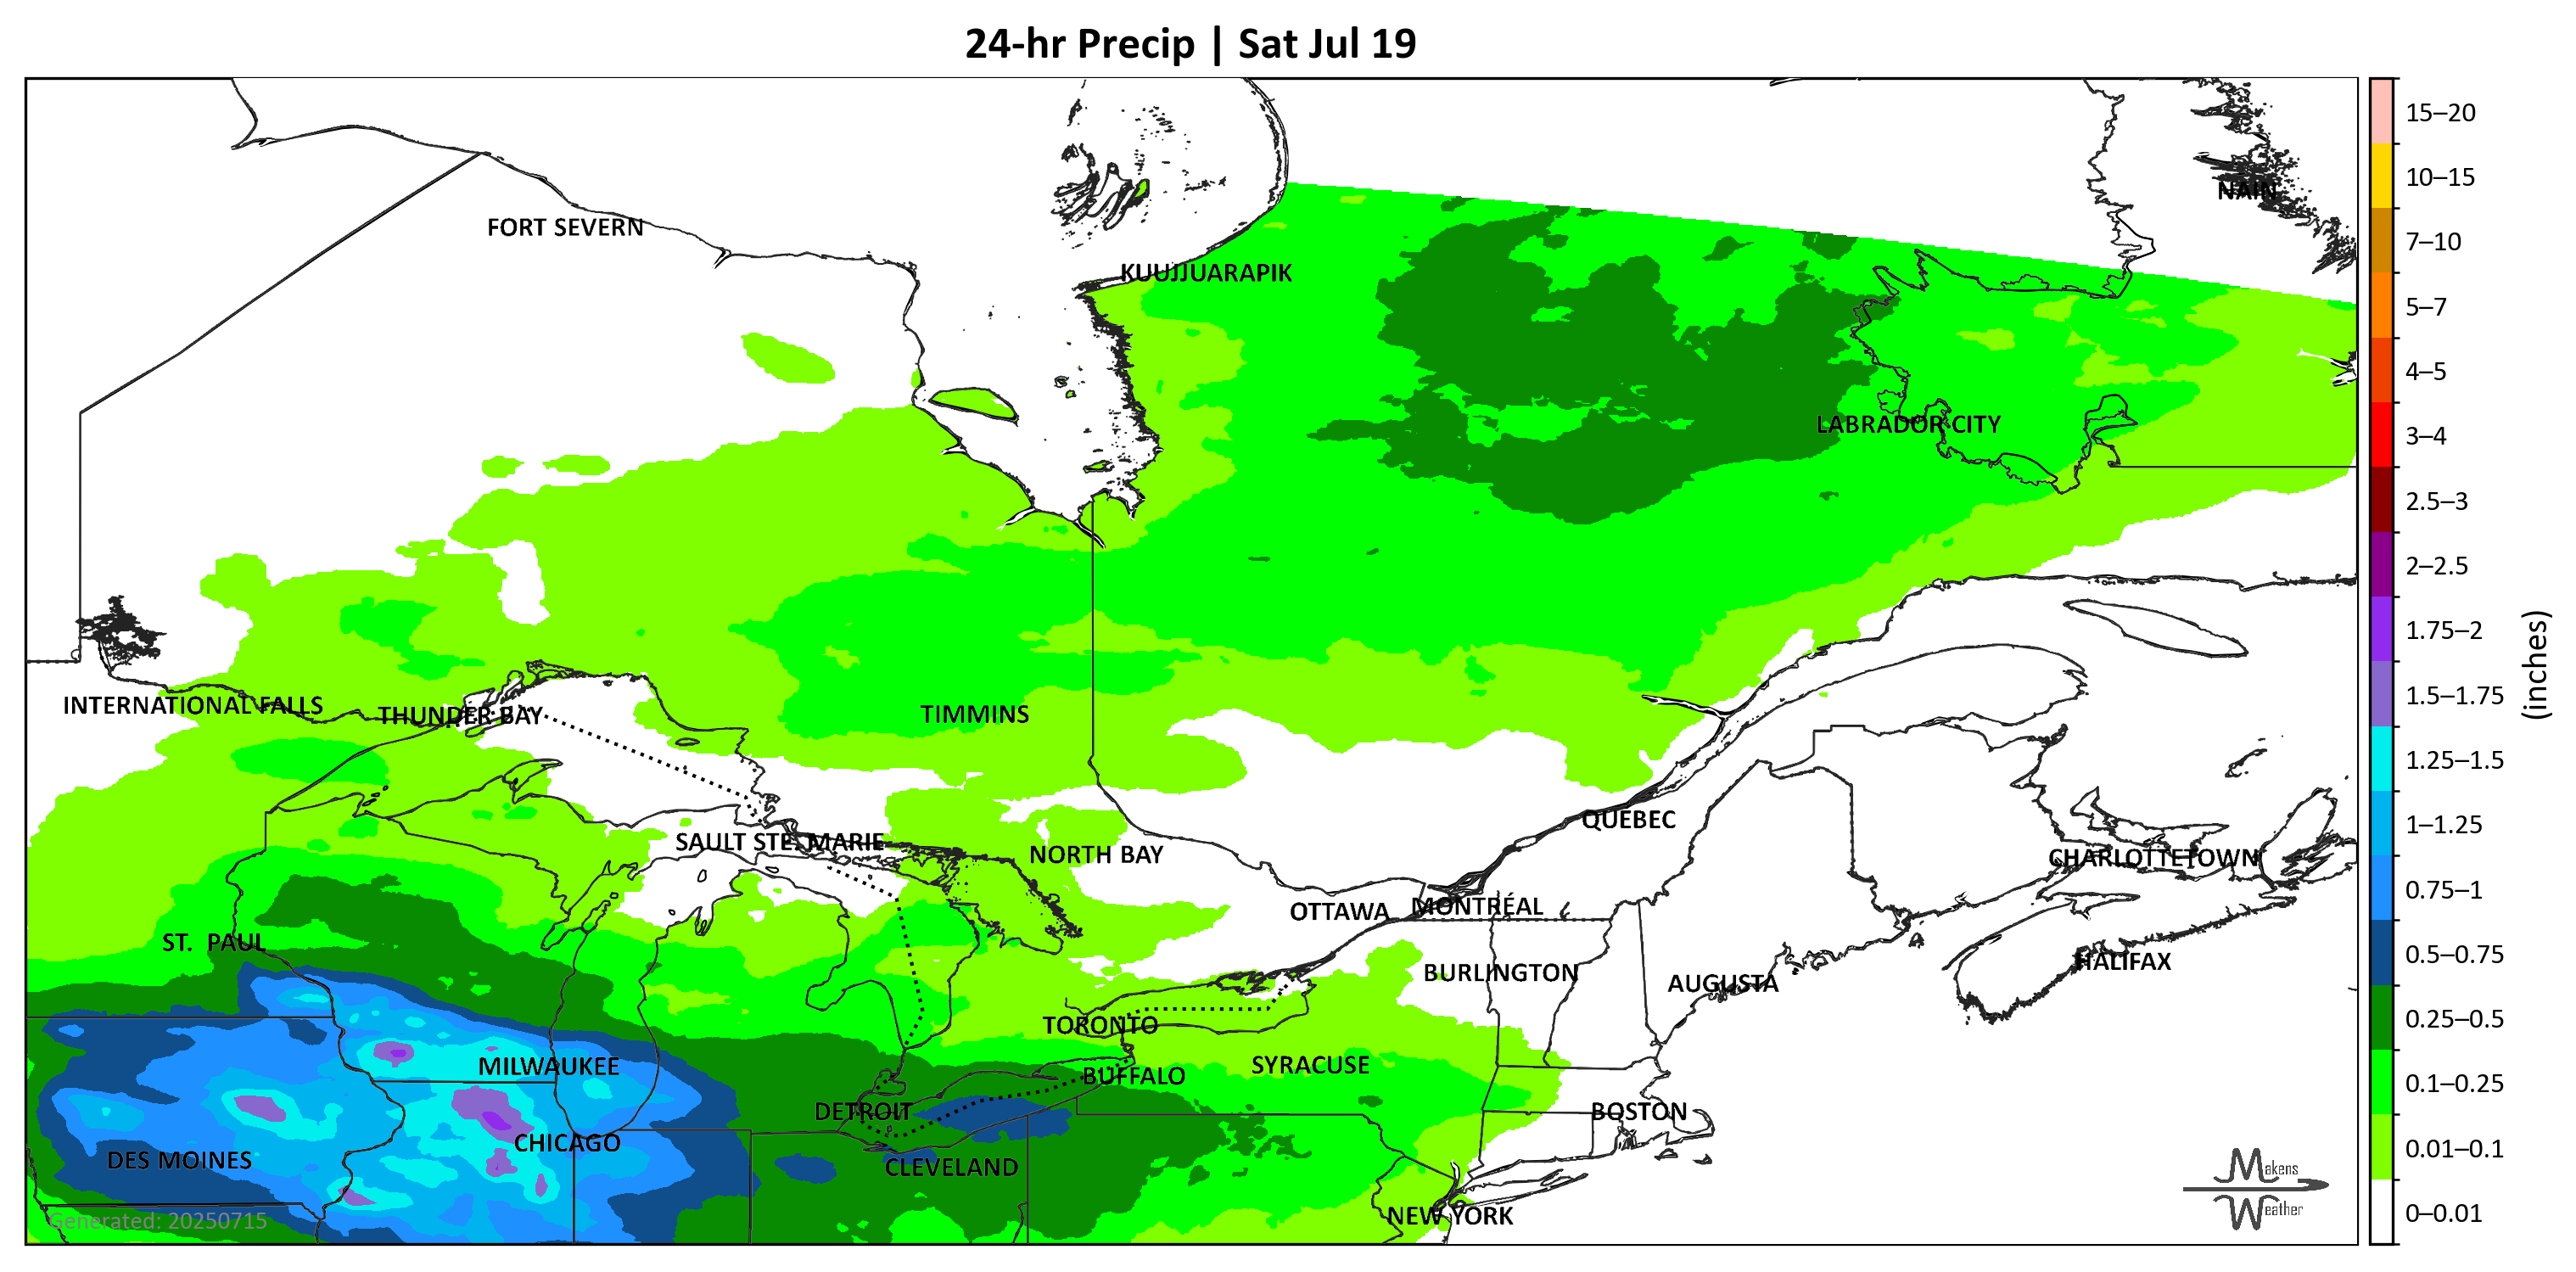 24-hr Precip | Sat Jul 19
NAIN
FORT SEVERN
KUUJJUARAPIK
LABRADOR CITY
INTERNATIONAL FALLS
THUNDER BAY
TIMMINS
QUÉBEC
SAULT STE. MARIE
NORTH BAY
CHARLOTTETOWN
OTTAWA
MONTRÉAL
ST. PAUL
HALIFAX
BURLINGTON
AUGUSTA
TORONTO
MILWAUKEE
SYRACUSE
BUFFALO
DETROIT
BOSTON
CHICAGO
DES MOINES
CLEVELAND
NEW YORK
Generated: 20250715
Makens
Weather
15–20
10–15
7–10
5–7
4–5
3–4
2.5–3
2–2.5
1.75–2
1.5–1.75
1.25–1.5
1–1.25
0.75–1
0.5–0.75
0.25–0.5
0.1–0.25
0.01–0.1
0–0.01
(inches)